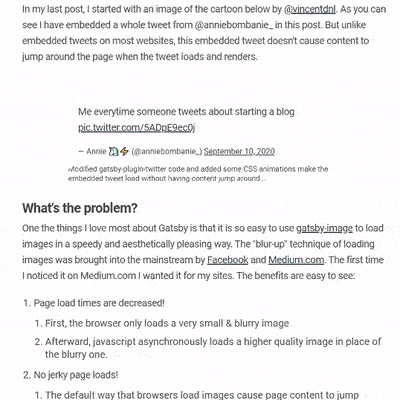 In my last post, I started with an image of the cartoon below by @vincentdnl. As you can
see I have embedded a whole tweet from @anniebombanie_ in this post. But unlike
embedded tweets on most websites, this embedded tweet doesn't cause content to
jump around the page when the tweet loads and renders.
Me everytime someone tweets about starting a blog
pic.twitter.com/5ADpE9ec0j
— Annie (@anniebombanie_) September 10, 2020
Modified gatsby-plugin-twitter code and added some CSS animations make the
embedded tweet load without having content jump around...
What's the problem?
One the things I love most about Gatsby is that it is so easy to use gatsby-image to load
images in a speedy and aesthetically pleasing way. The "blur-up" technique of loading
images was brought into the mainstream by Facebook and Medium.com. The first time
I noticed it on Medium.com I wanted it for my sites. The benefits are easy to see:
1. Page load times are decreased!
1. First, the browser only loads a very small & blurry image
2. Afterward, javascript asynchronously loads a higher quality image in place of
the blurry one.
2. No jerky page loads!
1. The default way that browsers load images cause page content to jump